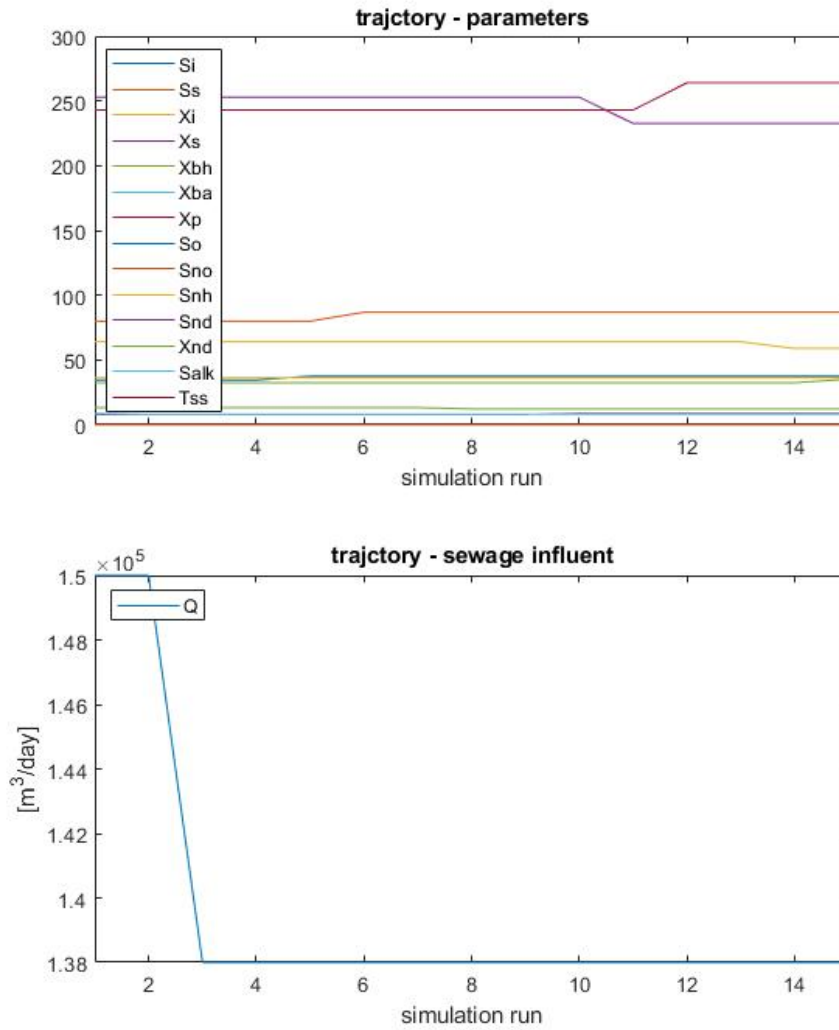 trajctory - parameters
300
250
200
150
100
50
0
Si
Ss
Xi
Xs
Xbh
Xba
Xp
So
Sno
Snh
Snd
Xnd
Salk
Tss
2 4 6 8 10 12 14
simulation run
trajctory - sewage influent
×10⁵
1.5
1.48
1.46
1.44
1.42
1.4
1.38
[m³/day]
Q
2 4 6 8 10 12 14
simulation run